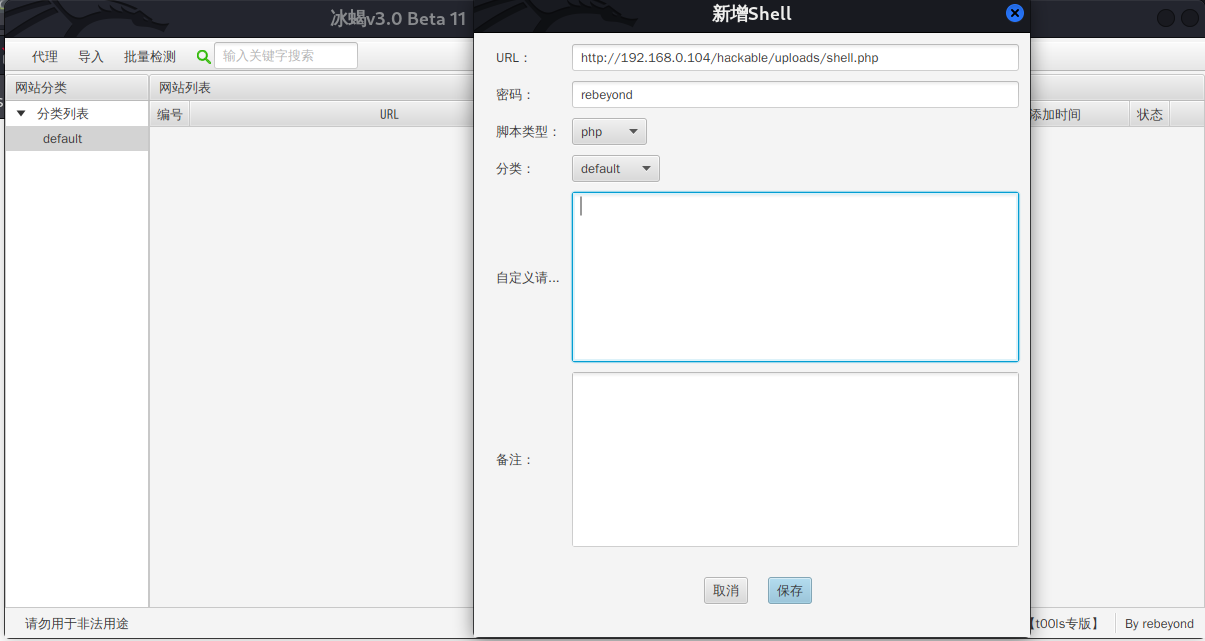 冰蝎v3.0 Beta 11
新增Shell
代理 导入 批量检测 输入关键字搜索
网站分类 网站列表
分类列表 编号 URL 添加时间 状态
default
URL： http://192.168.0.104/hackable/uploads/shell.php
密码： rebeyond
脚本类型： php
分类： default
自定义请...
备注：
取消 保存
请勿用于非法用途 【t00ls专版】 By rebeyond